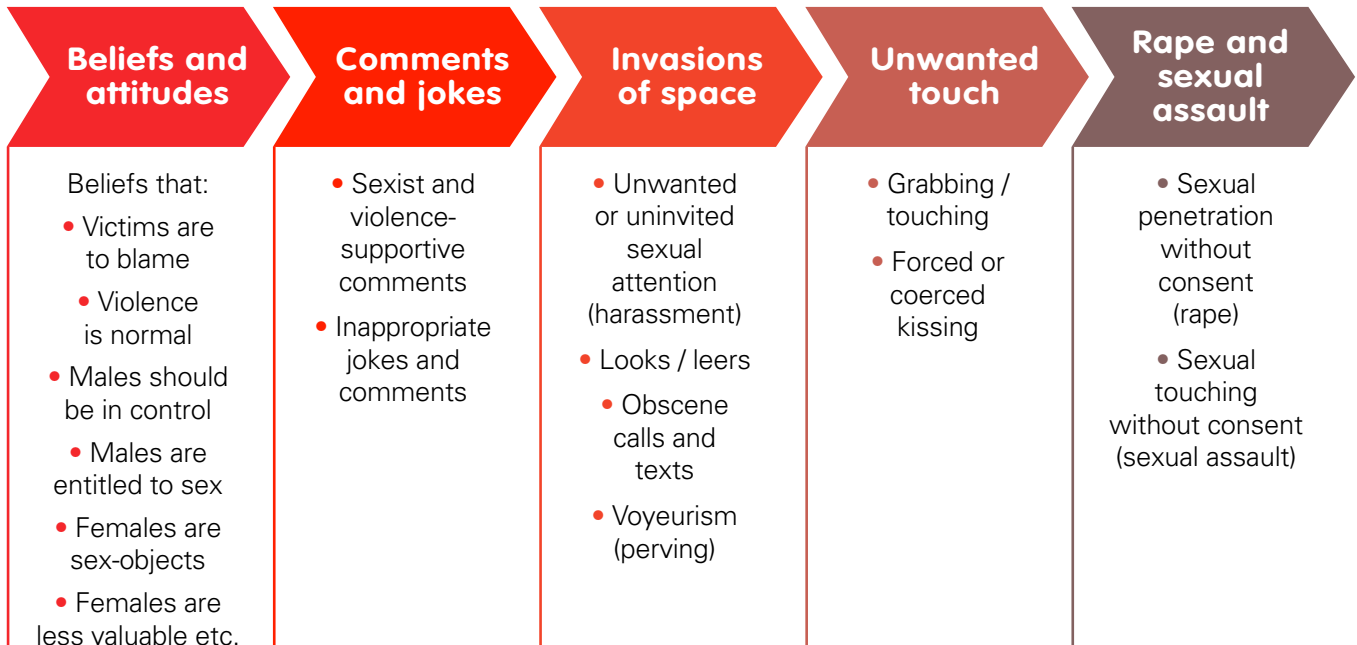 Beliefs and
attitudes
Beliefs that:
• Victims are
to blame
• Violence
is normal
• Males should
be in control
• Males are
entitled to sex
• Females are
sex-objects
• Females are
less valuable etc.
Comments
and jokes
• Sexist and
violence-
supportive
comments
• Inappropriate
jokes and
comments
Invasions
of space
• Unwanted
or uninvited
sexual
attention
(harassment)
• Looks / leers
• Obscene
calls and
texts
• Voyeurism
(perving)
Unwanted
touch
• Grabbing /
touching
• Forced or
coerced
kissing
Rape and
sexual
assault
• Sexual
penetration
without
consent
(rape)
• Sexual
touching
without consent
(sexual assault)